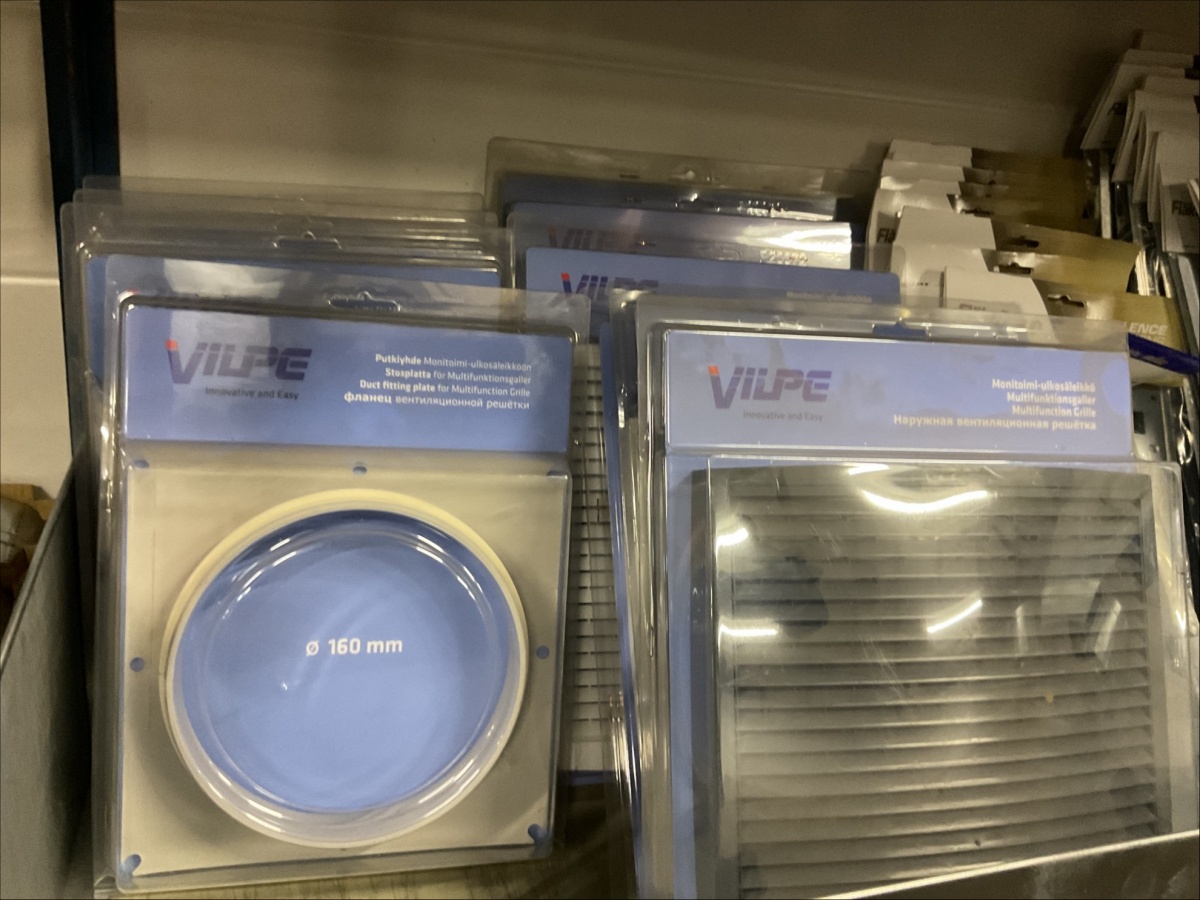 VILPE
Innovative and Easy
Putkiyhde Monitoimi-ulkosäleikköön
Stosplatta för Multifunktionsgaller
Duct fitting plate for Multifunction Grille
фланец вентиляционной решётки
ø 160 mm
VILPE
VILPE
Innovative and Easy
Monitoimi-ulkosäleikkö
Multifunktionsgaller
Multifunction Grille
Наружная вентиляционная решётка